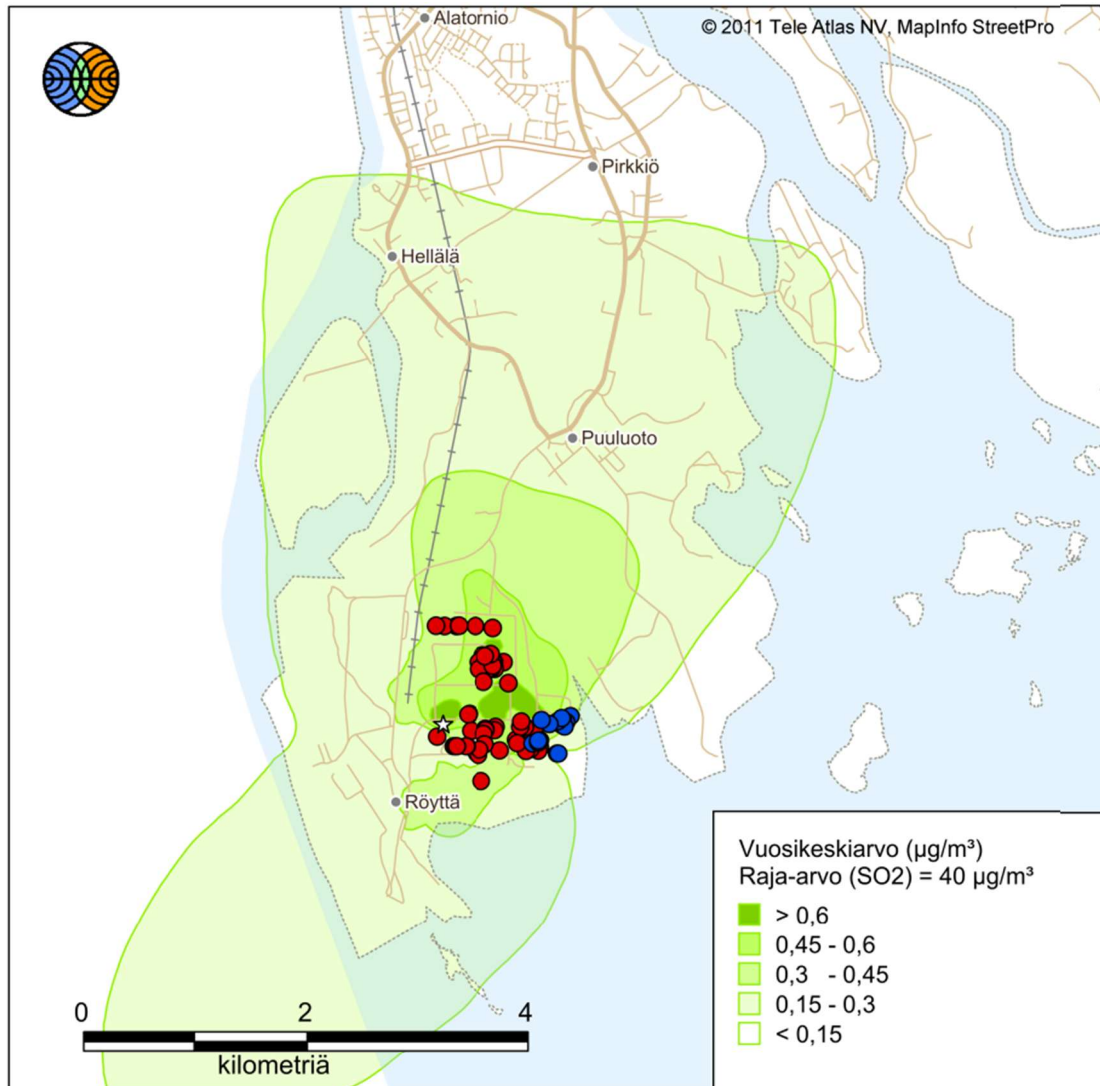 Alatornio
© 2011 Tele Atlas NV, MapInfo StreetPro
Pirkkiö
Hellälä
Puuluoto
Röyttä
0 2 4
kilometriä
Vuosikeskiarvo (µg/m³)
Raja-arvo (SO2) = 40 µg/m³
> 0,6
0,45 - 0,6
0,3 - 0,45
0,15 - 0,3
< 0,15